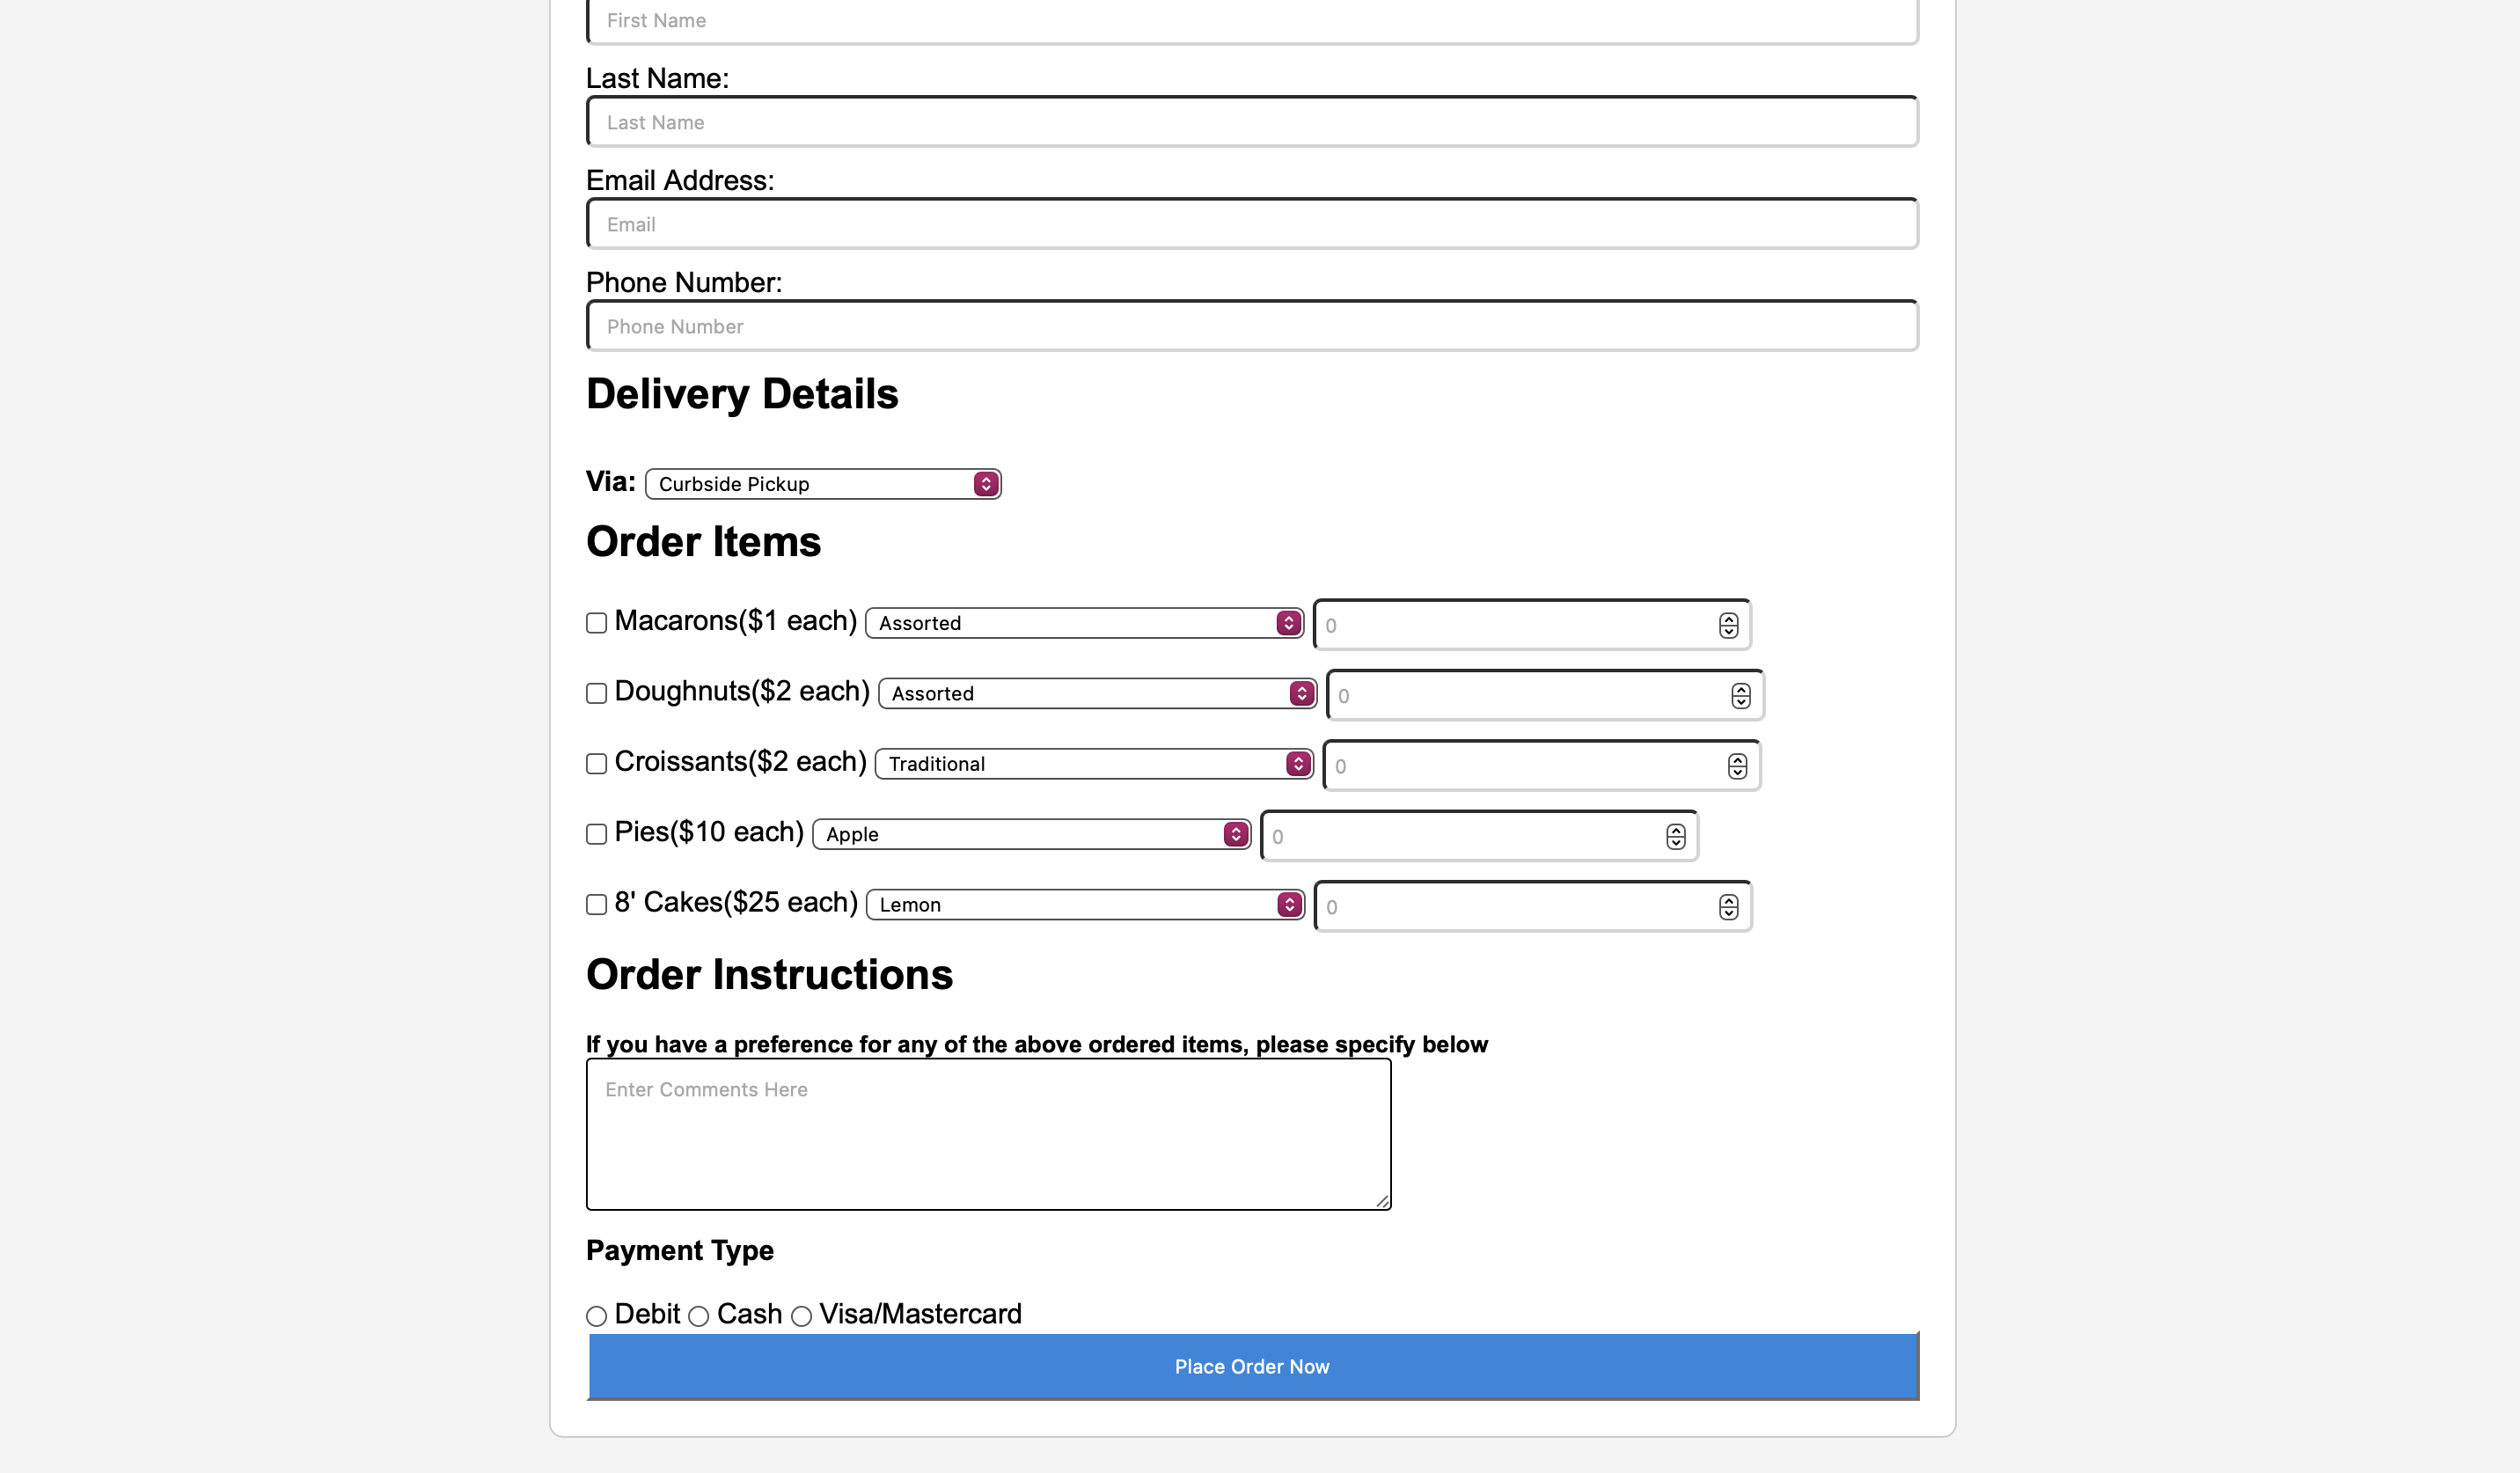 First Name
Last Name:
Last Name
Email Address:
Email
Phone Number:
Phone Number
Delivery Details
Via: Curbside Pickup
Order Items
Macarons($1 each) Assorted 0
Doughnuts($2 each) Assorted 0
Croissants($2 each) Traditional 0
Pies($10 each) Apple 0
8' Cakes($25 each) Lemon 0
Order Instructions
If you have a preference for any of the above ordered items, please specify below
Enter Comments Here
Payment Type
Debit Cash Visa/Mastercard
Place Order Now